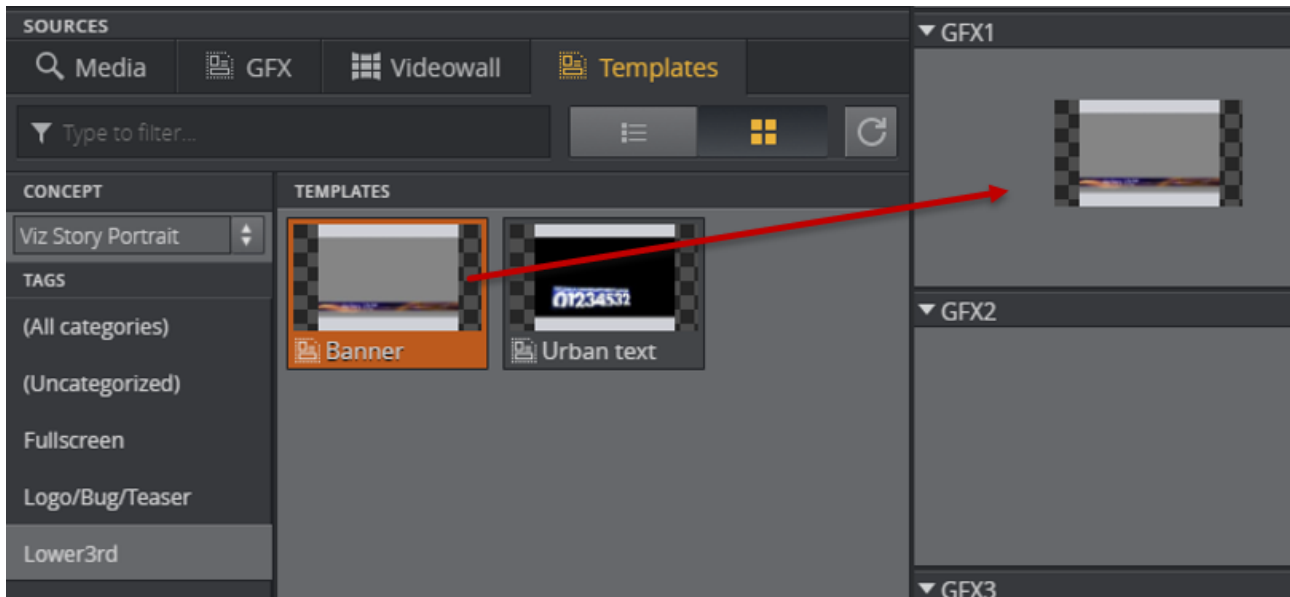 SOURCES
Media GFX Videowall Templates
Type to filter...
CONCEPT
Viz Story Portrait
TAGS
(All categories)
(Uncategorized)
Fullscreen
Logo/Bug/Teaser
Lower3rd
TEMPLATES
01234532
Banner Urban text
GFX1
GFX2
GFX3